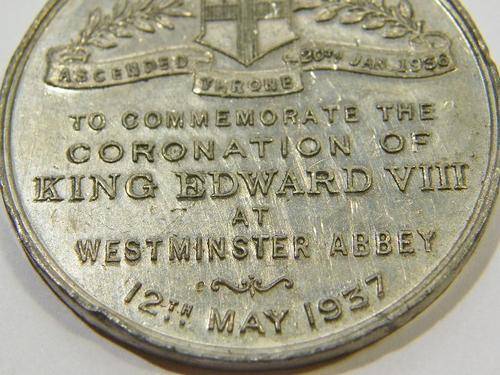 ASCENDED THRONE 20TH JAN. 1936
TO COMMEMORATE THE
CORONATION OF
KING EDWARD VIII
AT
WESTMINSTER ABBEY
12TH MAY 1937